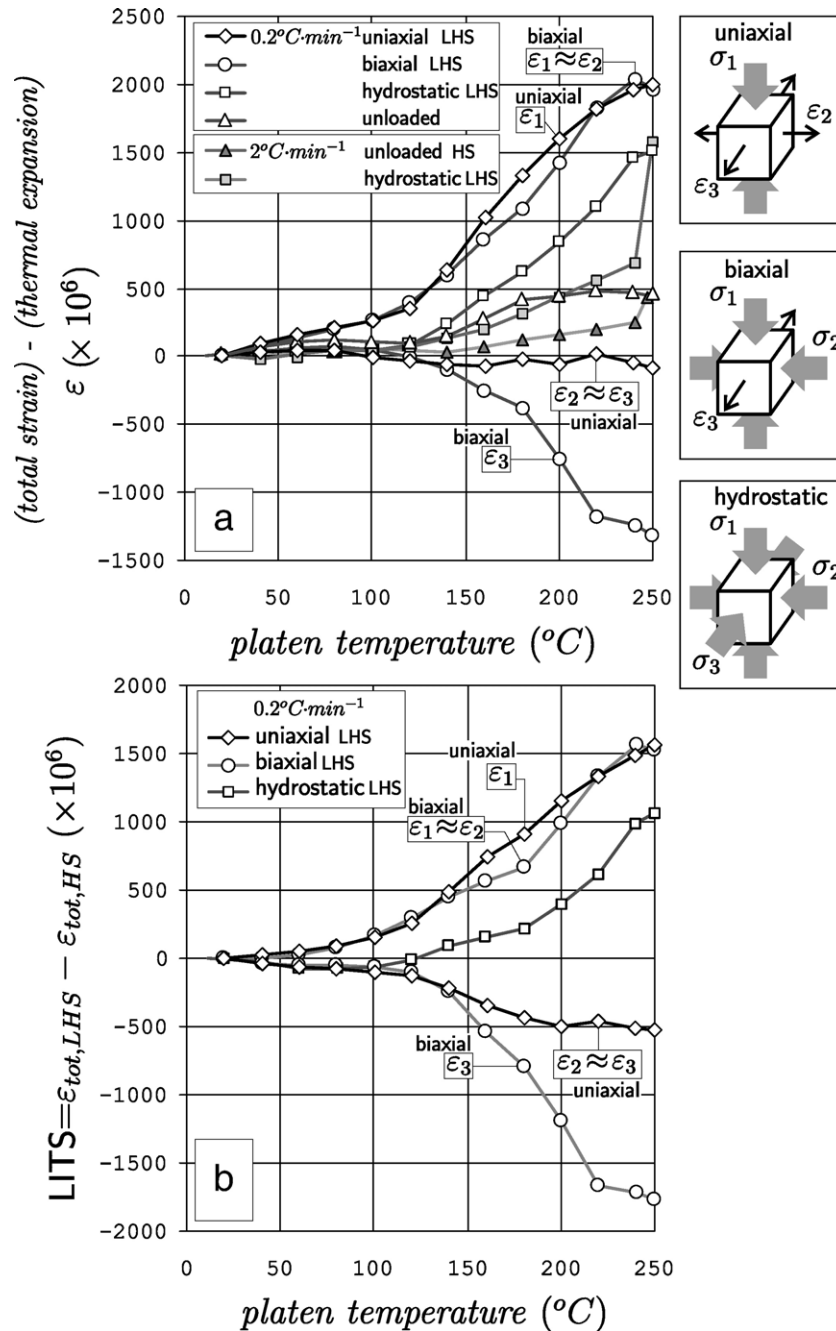 (total strain) - (thermal expansion)
ε (× 10⁶)
2500
2000
1500
1000
500
0
−500
−1000
−1500
0.2°C·min⁻¹ uniaxial LHS
biaxial LHS
hydrostatic LHS
unloaded
2°C·min⁻¹ unloaded HS
hydrostatic LHS
biaxial
ε₁≈ε₂
uniaxial
ε₁
ε₂≈ε₃
uniaxial
biaxial
ε₃
a
0 50 100 150 200 250
platen temperature (°C)
uniaxial
σ₁
ε₂
ε₃
biaxial
σ₁
σ₂
ε₃
hydrostatic
σ₁
σ₂
σ₃
LITS=εtot,LHS − εtot,HS (×10⁶)
2000
1500
1000
500
0
−500
−1000
−1500
−2000
0.2°C·min⁻¹
uniaxial LHS
biaxial LHS
hydrostatic LHS
uniaxial
ε₁
biaxial
ε₁≈ε₂
biaxial
ε₃
ε₂≈ε₃
uniaxial
b
0 50 100 150 200 250
platen temperature (°C)